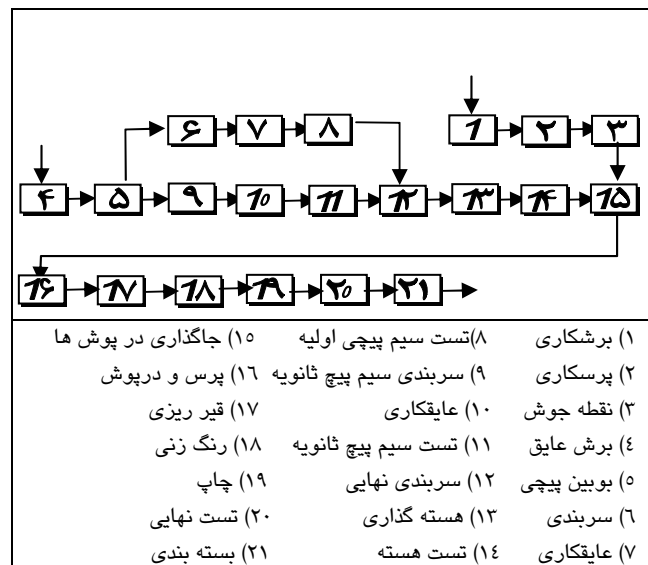 ۶ ۷ ۸ ۱ ۲ ۳
۴ ۵ ۹ ۱۰ ۱۱ ۱۲ ۱۳ ۱۴ ۱۵
۱۶ ۱۷ ۱۸ ۱۹ ۲۰ ۲۱
۱) برشکاری ۸)تست سیم پیچی اولیه ۱۵) جاگذاری در پوش ها
۲) پرسکاری ۹) سربندی سیم پیچ ثانویه ۱۶) پرس و درپوش
۳) نقطه جوش ۱۰) عایقکاری ۱۷) قیر ریزی
٤) برش عایق ۱۱) تست سیم پیچ ثانویه ۱۸) رنگ زنی
٥) بوبین پیچی ۱۲) سربندی نهایی ۱۹) چاپ
٦) سربندی ۱۳) هسته گذاری ۲۰) تست نهایی
۷) عایقکاری ۱٤) تست هسته ۲۱) بسته بندی